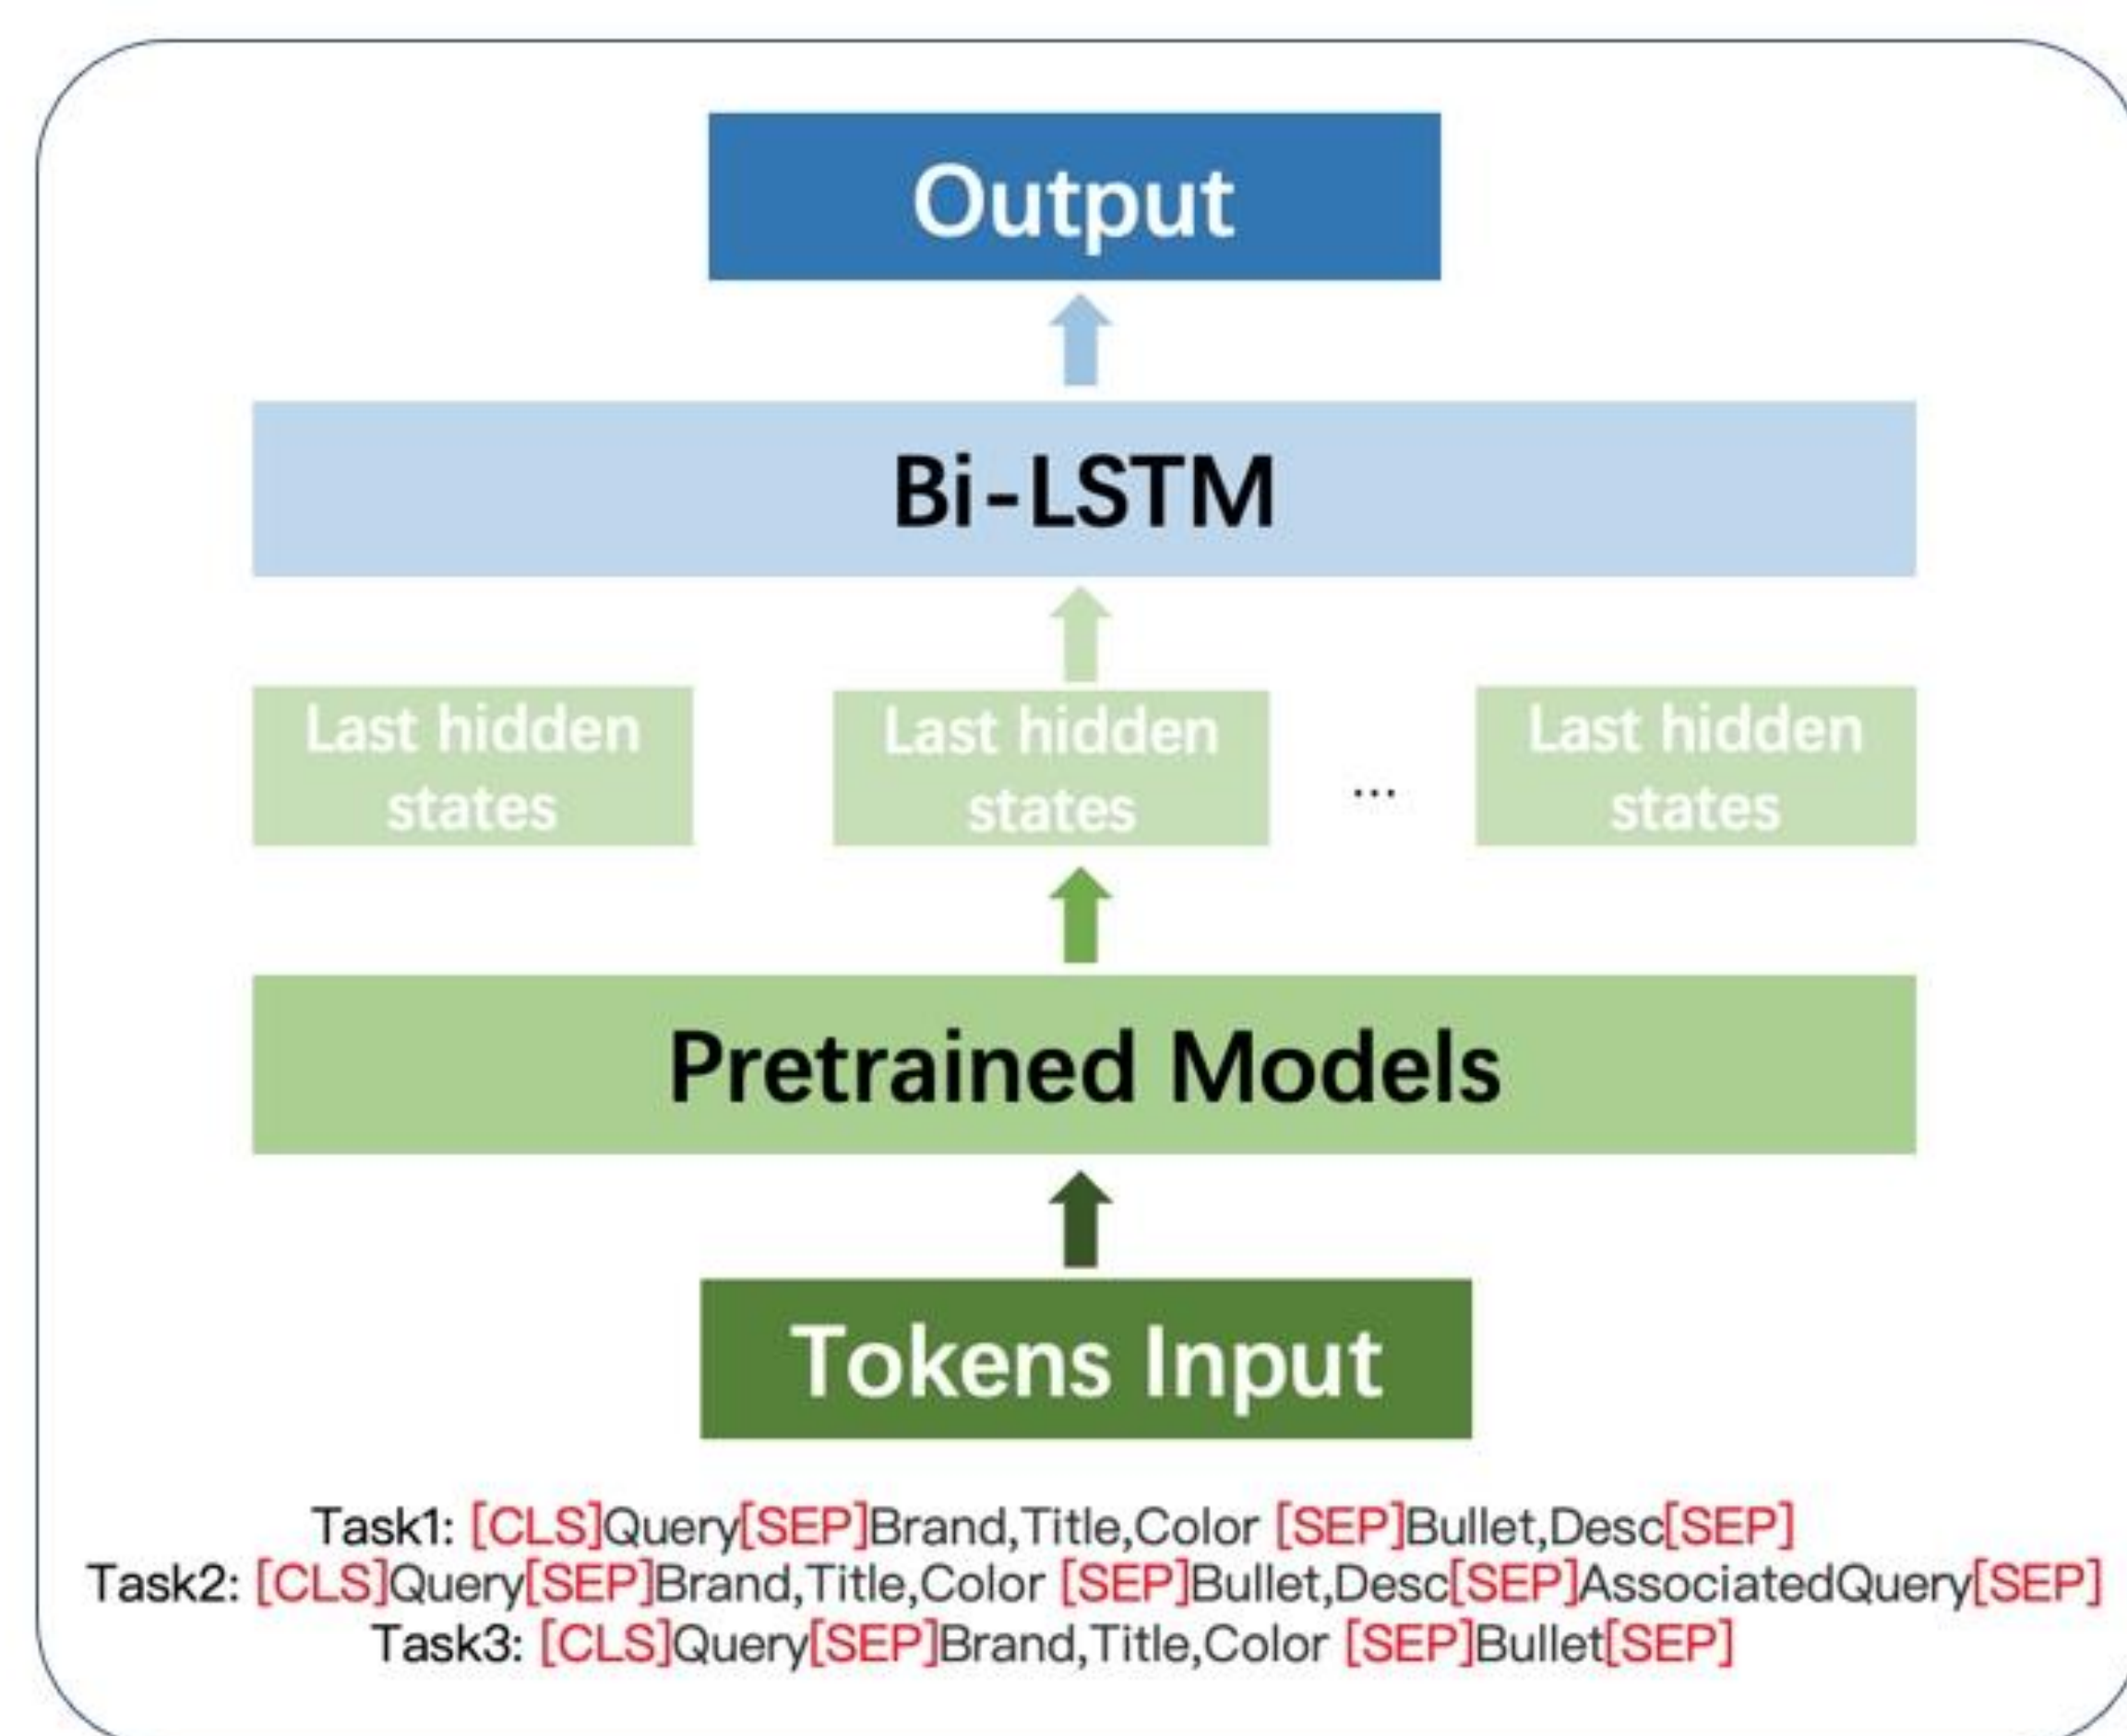 Output
Bi-LSTM
Last hidden
states
Last hidden
states
...
Last hidden
states
Pretrained Models
Tokens Input
Task1: [CLS]Query[SEP]Brand,Title,Color [SEP]Bullet,Desc[SEP]
Task2: [CLS]Query[SEP]Brand,Title,Color [SEP]Bullet,Desc[SEP]AssociatedQuery[SEP]
Task3: [CLS]Query[SEP]Brand,Title,Color [SEP]Bullet[SEP]